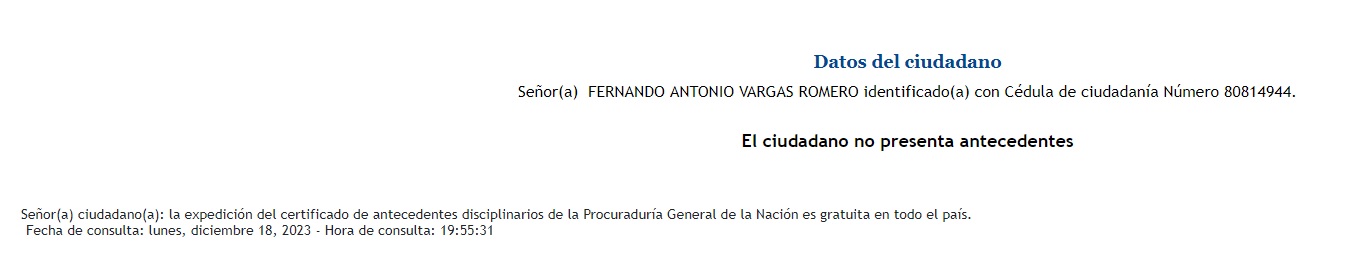 Datos del ciudadano
Señor(a) FERNANDO ANTONIO VARGAS ROMERO identificado(a) con Cédula de ciudadanía Número 80814944.
El ciudadano no presenta antecedentes
Señor(a) ciudadano(a): la expedición del certificado de antecedentes disciplinarios de la Procuraduría General de la Nación es gratuita en todo el país.
Fecha de consulta: lunes, diciembre 18, 2023 - Hora de consulta: 19:55:31